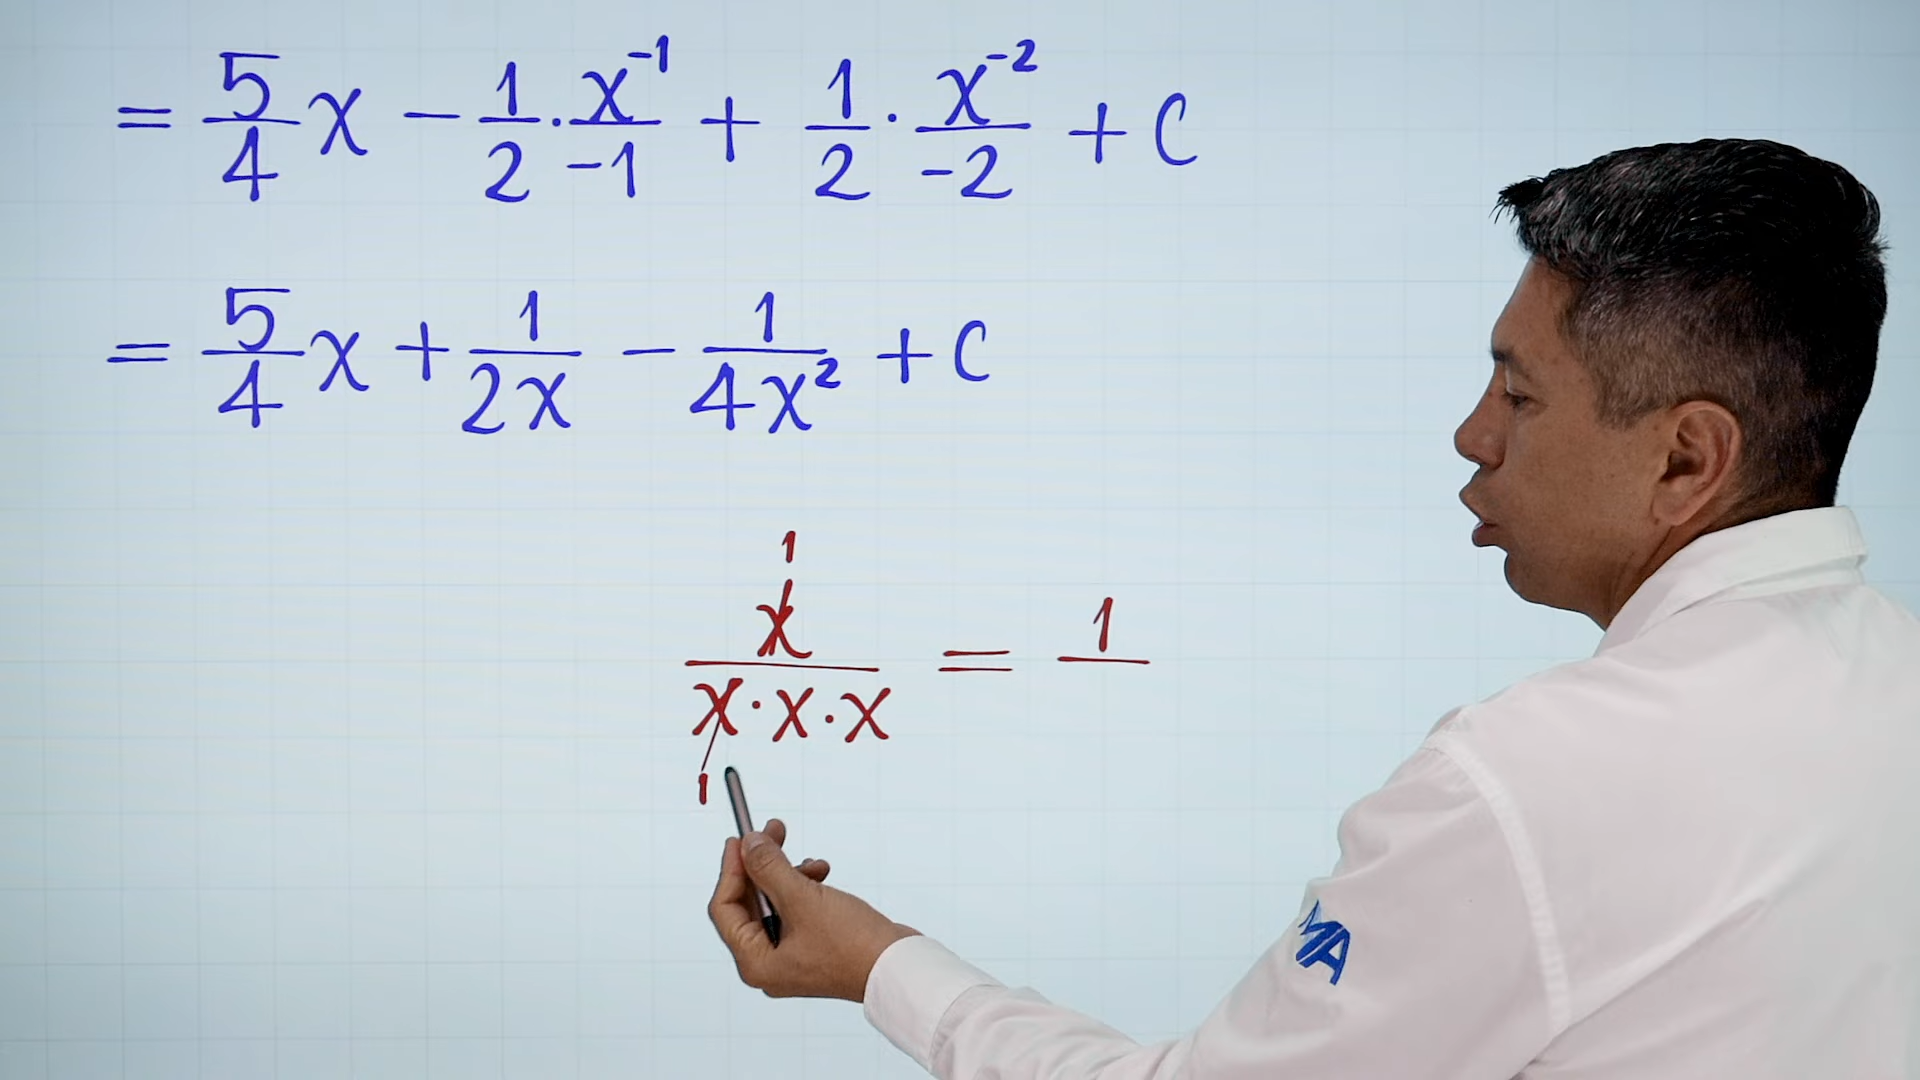 = 5/4 x - 1/2 · x^-1/-1 + 1/2 · x^-2/-2 + C
= 5/4 x + 1/2x - 1/4x² + C
1
x/x·x·x = 1/
1
MA